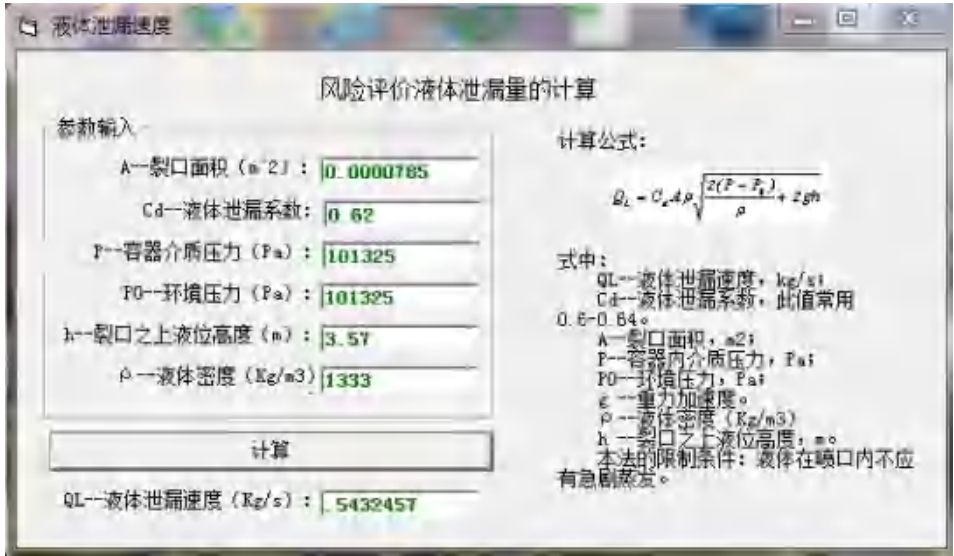 液体泄漏速度
风险评价液体泄漏量的计算
参数输入
A--裂口面积（m^2）：0.0000785
Cd--液体泄漏系数：0.62
P--容器介质压力（Pa）：101325
P0--环境压力（Pa）：101325
h--裂口之上液位高度（m）：3.57
ρ--液体密度（Kg/m3）1333
计算
QL--液体泄漏速度（Kg/s）：.5432457
计算公式：
Q_L = C_d A ρ √(2(P - P_0)/ρ + 2gh)
式中：
QL--液体泄漏速度，kg/s；
Cd--液体泄漏系数，此值常用
0.6-0.64。
A--裂口面积，m2；
P--容器内介质压力，Pa；
P0--环境压力，Pa；
g --重力加速度。
ρ--液体密度（Kg/m3）
h --裂口之上液位高度，m。
本法的限制条件：液体在喷口内不应
有急剧蒸发。